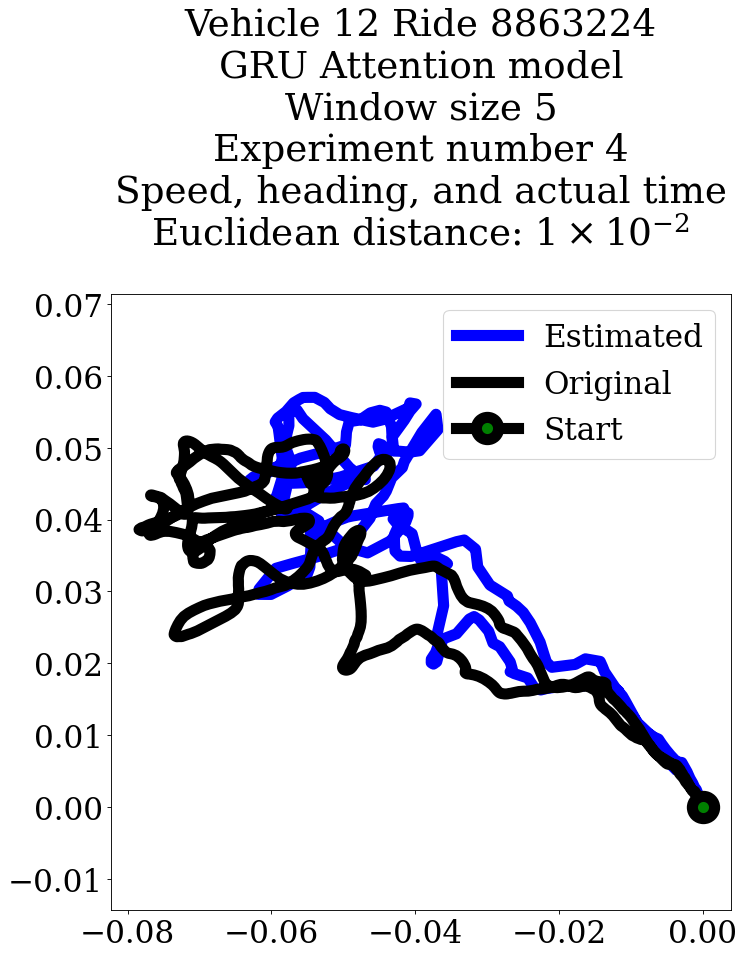 Vehicle 12 Ride 8863224
GRU Attention model
Window size 5
Experiment number 4
Speed, heading, and actual time
Euclidean distance: 1 × 10⁻²
0.07
0.06
0.05
0.04
0.03
0.02
0.01
0.00
−0.01
Estimated
Original
Start
−0.08
−0.06
−0.04
−0.02
0.00